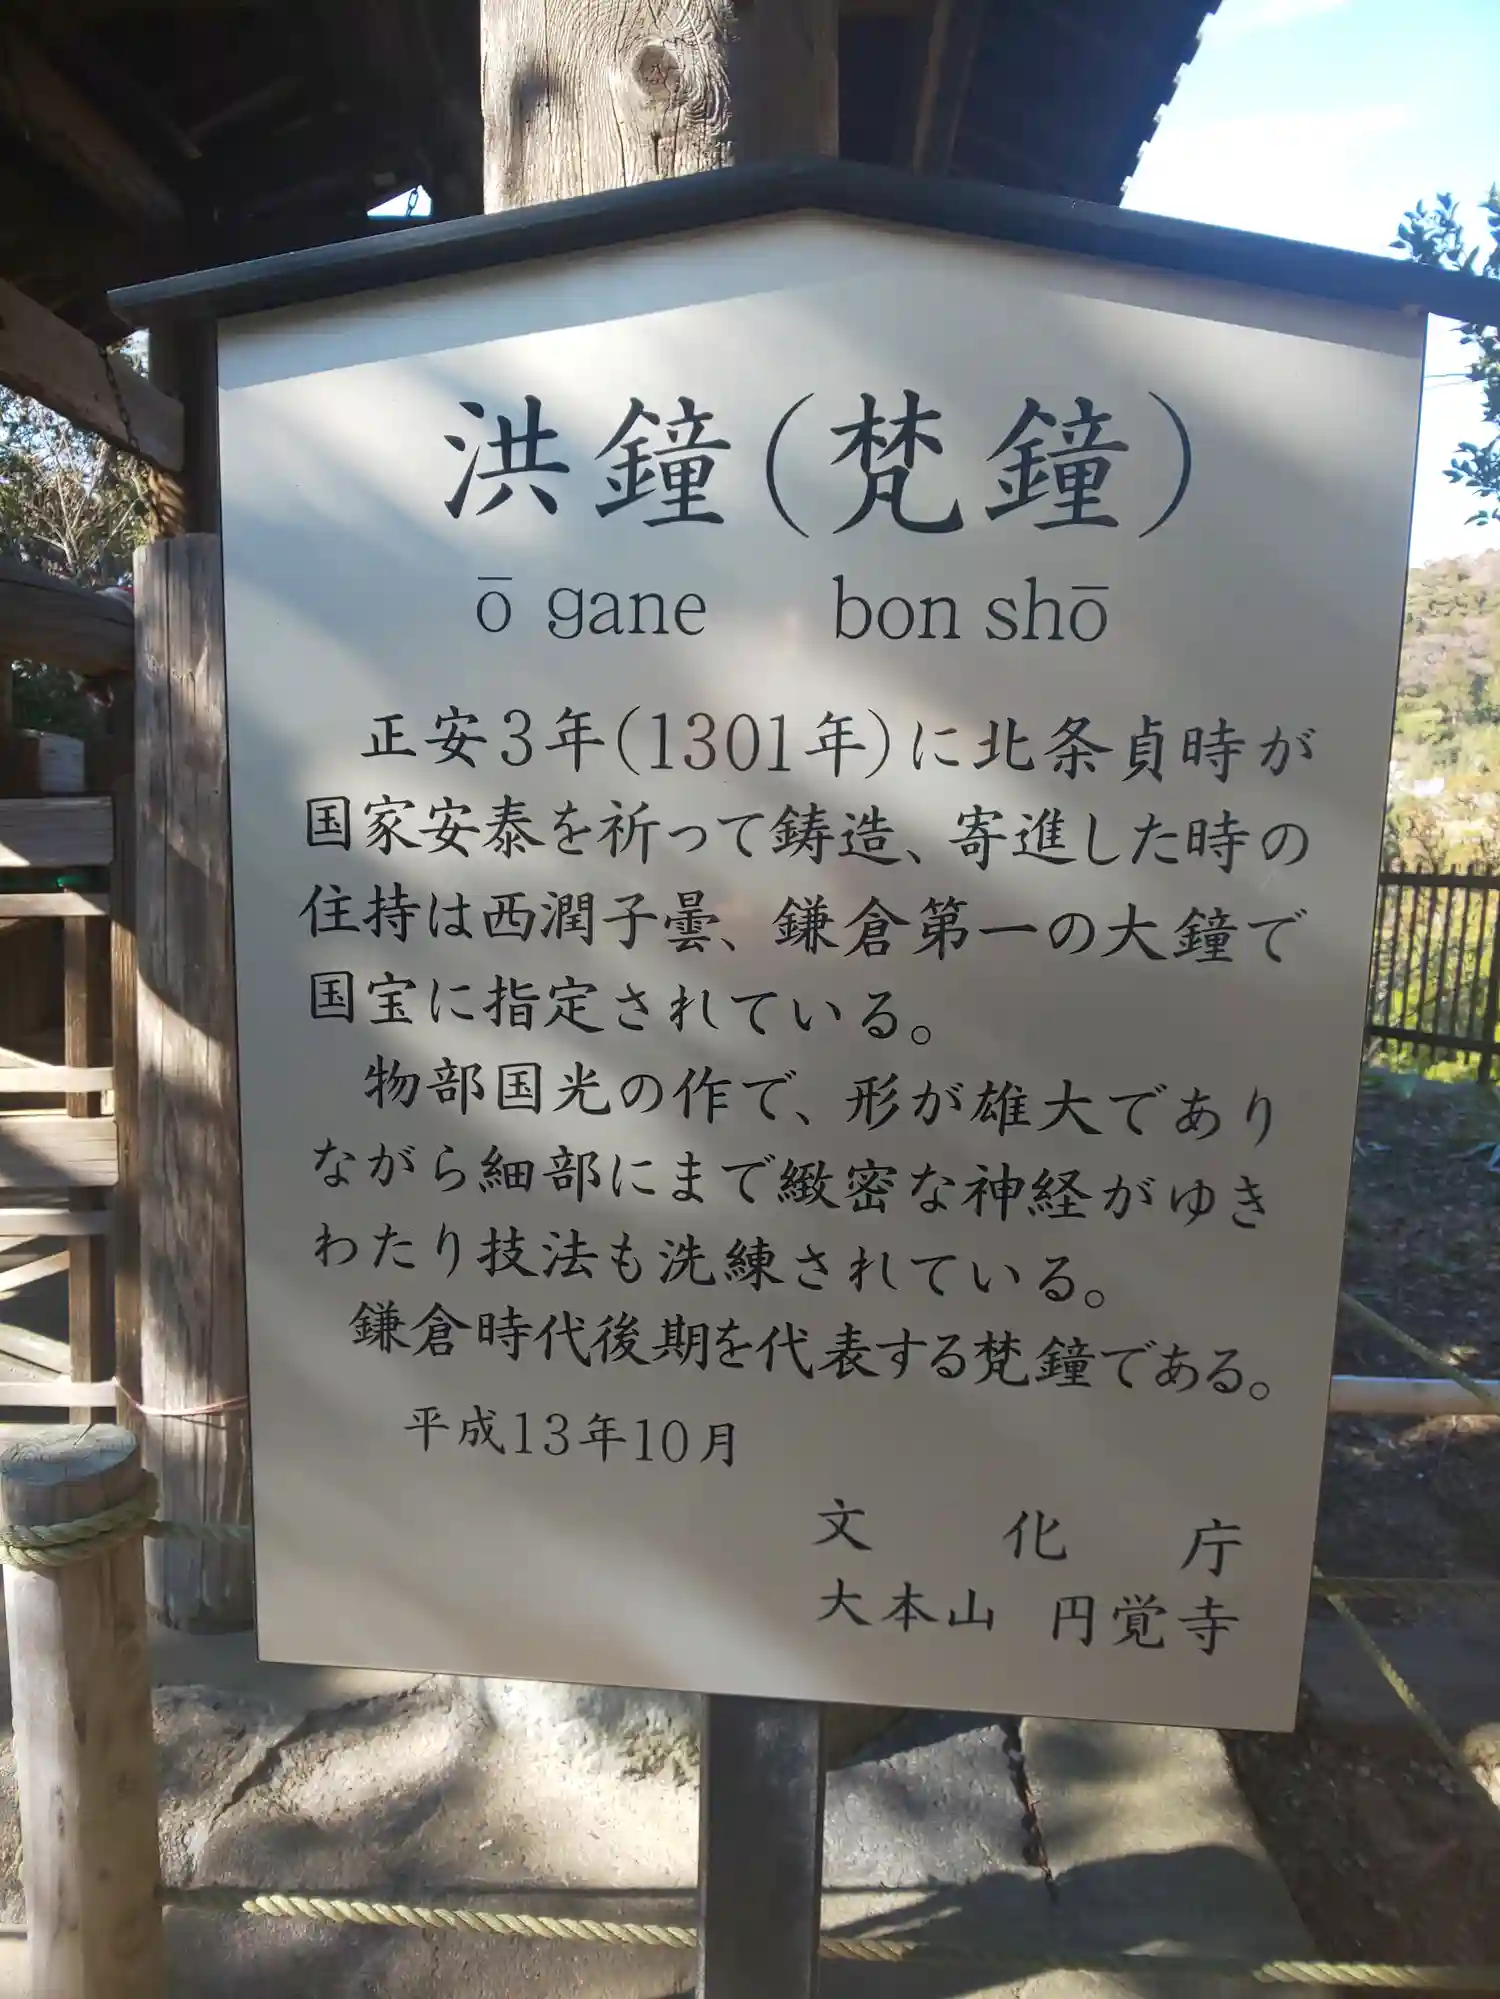 洪鐘(梵鐘)
ō gane bon shō
正安3年(1301年)に北条貞時が
国家安泰を祈って鋳造、寄進した時の
住持は西澗子曇、鎌倉第一の大鐘で
国宝に指定されている。
物部国光の作で、形が雄大であり
ながら細部にまで緻密な神経がゆき
わたり技法も洗練されている。
鎌倉時代後期を代表する梵鐘である。
平成13年10月
文化庁
大本山 円覚寺